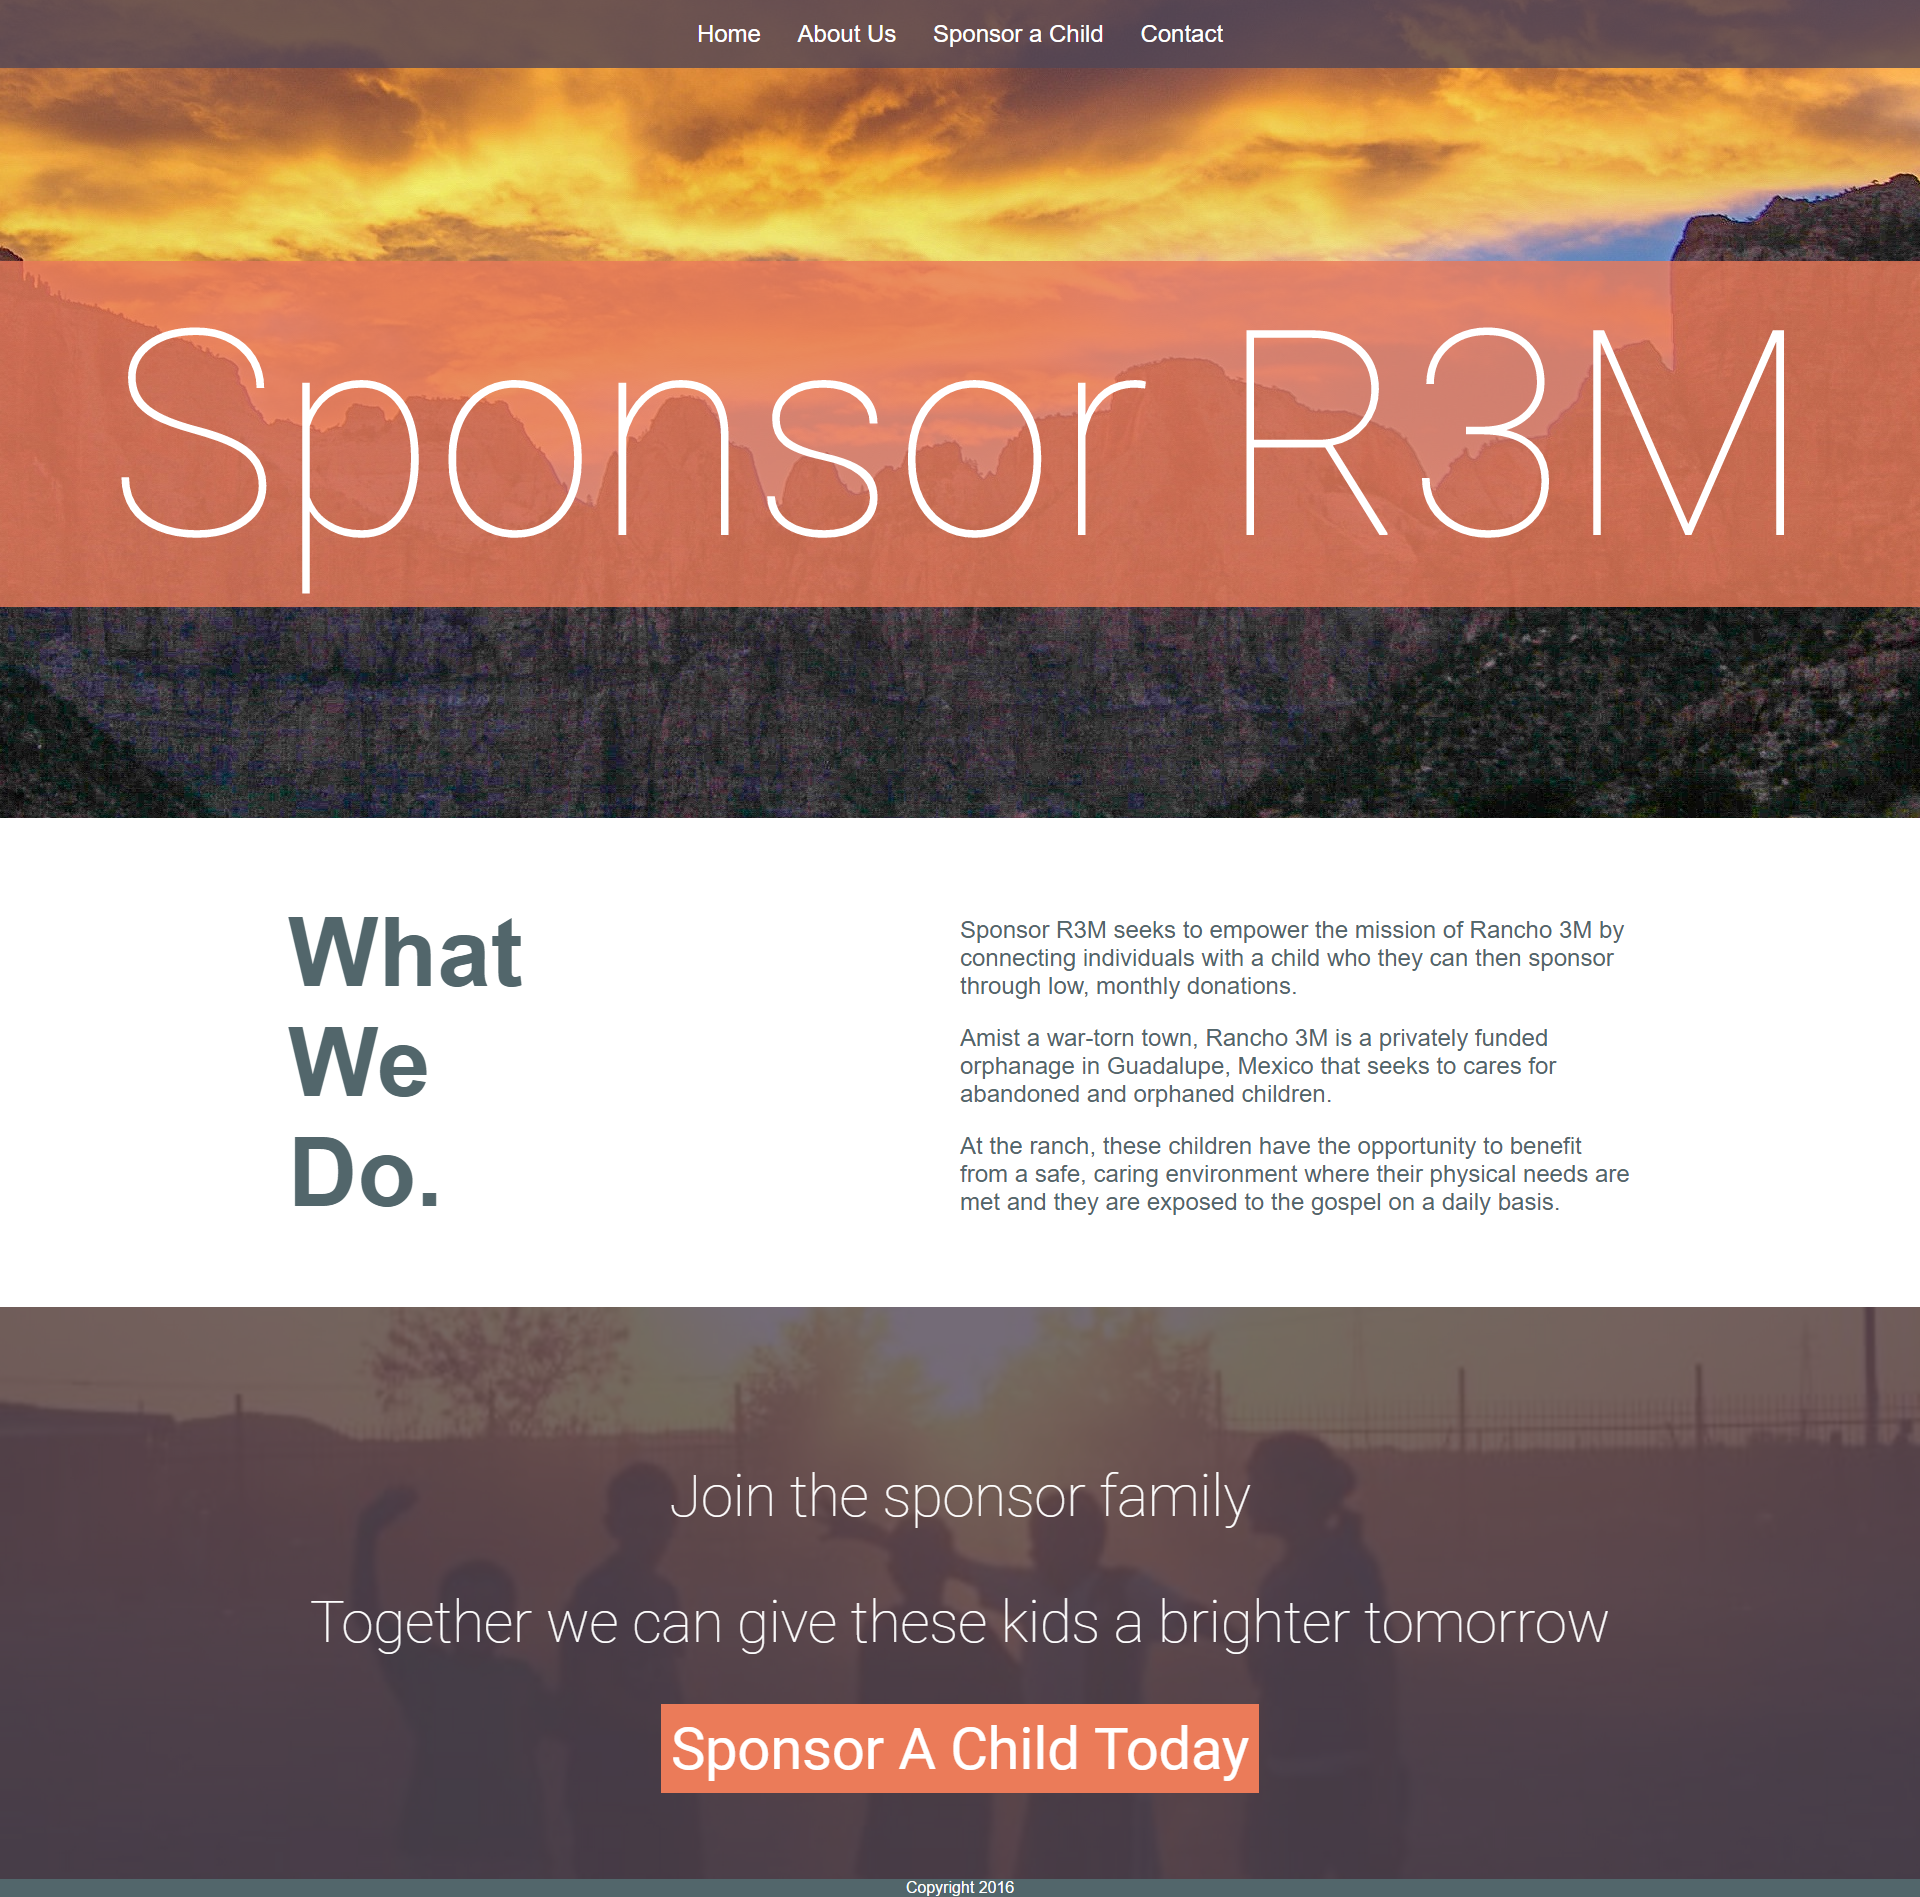 Home About Us Sponsor a Child Contact
Sponsor R3M
What
We
Do.
Sponsor R3M seeks to empower the mission of Rancho 3M by
connecting individuals with a child who they can then sponsor
through low, monthly donations.
Amist a war-torn town, Rancho 3M is a privately funded
orphanage in Guadalupe, Mexico that seeks to cares for
abandoned and orphaned children.
At the ranch, these children have the opportunity to benefit
from a safe, caring environment where their physical needs are
met and they are exposed to the gospel on a daily basis.
Join the sponsor family
Together we can give these kids a brighter tomorrow
Sponsor A Child Today
Copyright 2016